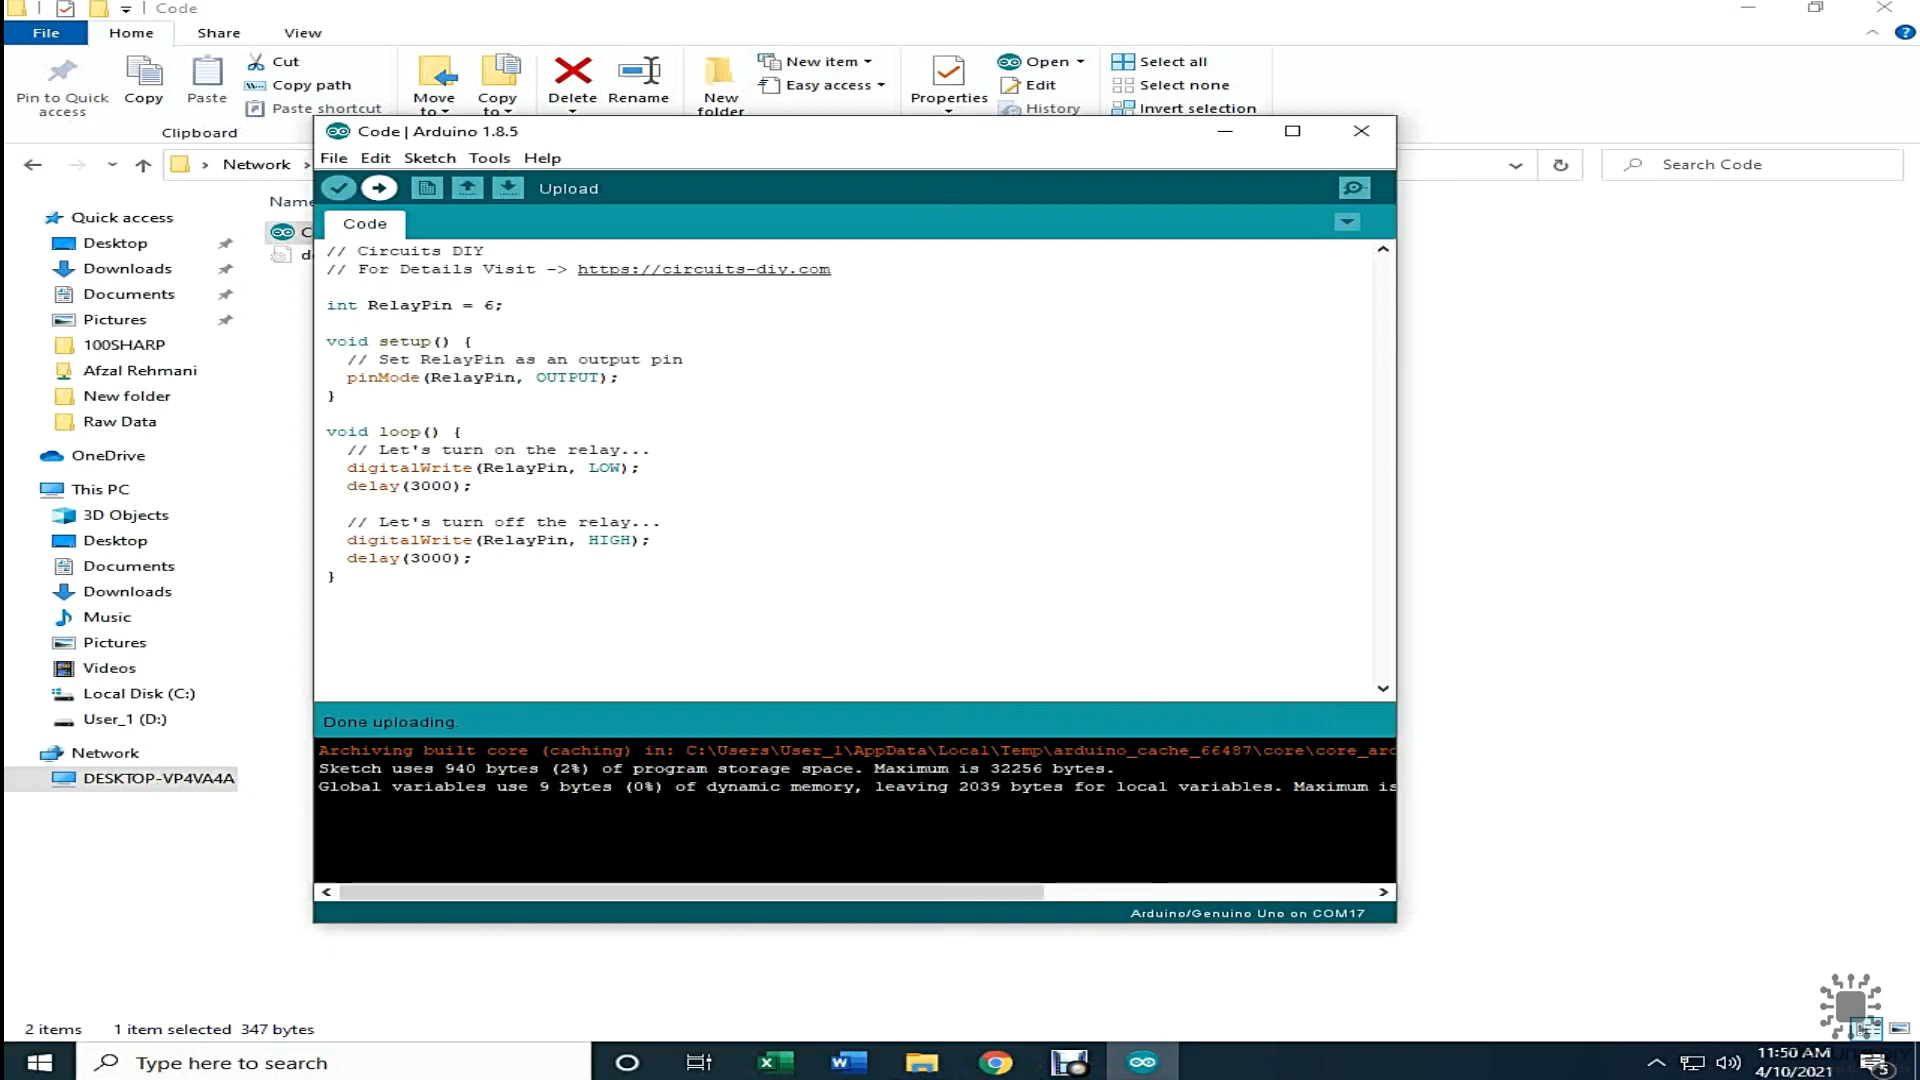 Code
File
Home
Share
View
Pin to Quick access
Copy
Paste
Cut
Copy path
Paste shortcut
Clipboard
Move to
Copy to
Delete
Rename
New folder
New item
Easy access
Properties
Open
Edit
History
Select all
Select none
Invert selection
Network
Search Code
Name
Quick access
Desktop
Downloads
Documents
Pictures
100SHARP
Afzal Rehmani
New folder
Raw Data
OneDrive
This PC
3D Objects
Desktop
Documents
Downloads
Music
Pictures
Videos
Local Disk (C:)
User_1 (D:)
Network
DESKTOP-VP4VA4A
Code | Arduino 1.8.5
File Edit Sketch Tools Help
Upload
Code
// Circuits DIY
// For Details Visit -> https://circuits-diy.com
int RelayPin = 6;
void setup() {
// Set RelayPin as an output pin
pinMode(RelayPin, OUTPUT);
}
void loop() {
// Let's turn on the relay...
digitalWrite(RelayPin, LOW);
delay(3000);
// Let's turn off the relay...
digitalWrite(RelayPin, HIGH);
delay(3000);
}
Done uploading.
Archiving built core (caching) in: C:\Users\User_1\AppData\Local\Temp\arduino_cache_66487\core\core_ard
Sketch uses 940 bytes (2%) of program storage space. Maximum is 32256 bytes.
Global variables use 9 bytes (0%) of dynamic memory, leaving 2039 bytes for local variables. Maximum is
Arduino/Genuino Uno on COM17
2 items 1 item selected 347 bytes
Type here to search
11:50 AM
4/10/2021
5